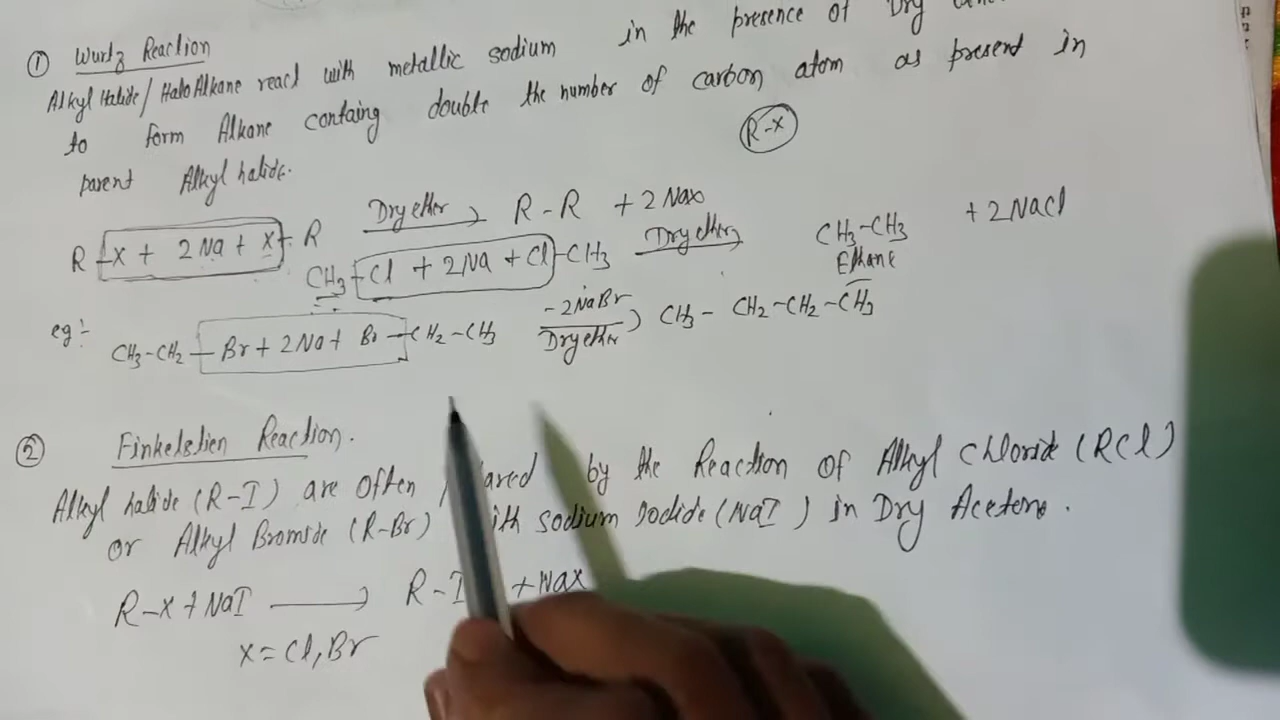 ① Wurtz Reaction
Alkyl Halide/HaloAlkane react with metallic sodium in the presence of Dry
to form Alkane containg double the number of carbon atom as present in
parent Alkyl halide.
R-X
R-X + 2Na + X-R Dry ether → R-R + 2NaX
CH3-Cl + 2Na + Cl-CH3 Dry ether → CH3-CH3 + 2NaCl
Ethane
eg:- CH3-CH2-Br + 2Na + Br-CH2-CH3 -2NaBr Dry ether → CH3-CH2-CH2-CH3
② Finkelstien Reaction.
Alkyl halide (R-I) are often by the Reaction of Alkyl Chloride (RCl)
or Alkyl Bromide (R-Br) with sodium Iodide (NaI) in Dry Acetone.
R-X + NaI → R-I + NaX
X = Cl, Br